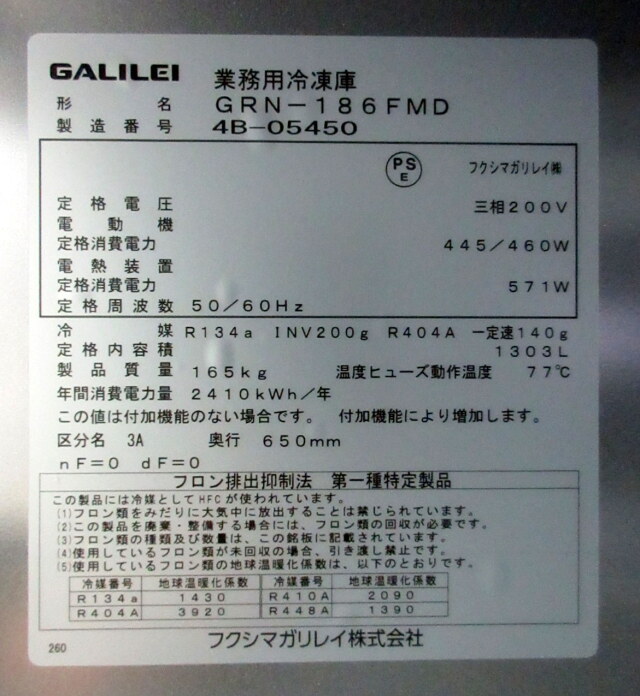 GALILEI 業務用冷凍庫
形名 GRN-186FMD
製造番号 4B-05450
PS E フクシマガリレイ㈱
定格電圧 三相200V
電動機
定格消費電力 445/460W
電熱装置
定格消費電力 571W
定格周波数 50/60Hz
冷媒 R134a INV200g R404A 一定速140g
定格内容積 1303L
製品質量 165kg 温度ヒューズ動作温度 77℃
年間消費電力量 2410kWh/年
この値は付加機能のない場合です。 付加機能により増加します。
区分名 3A 奥行 650mm
nF=0 dF=0
フロン排出抑制法 第一種特定製品
この製品には冷媒としてHFCが使われています。
(1)フロン類をみだりに大気中に放出することは禁じられています。
(2)この製品を廃棄・整備する場合には、フロン類の回収が必要です。
(3)フロン類の種類及び数量は、この銘板に記載されています。
(4)使用しているフロン類が未回収の場合、引き渡し禁止です。
(5)使用しているフロン類の地球温暖化係数は、以下のとおりです。
冷媒番号 地球温暖化係数 冷媒番号 地球温暖化係数
R134a 1430 R410A 2090
R404A 3920 R448A 1390
260 フクシマガリレイ株式会社